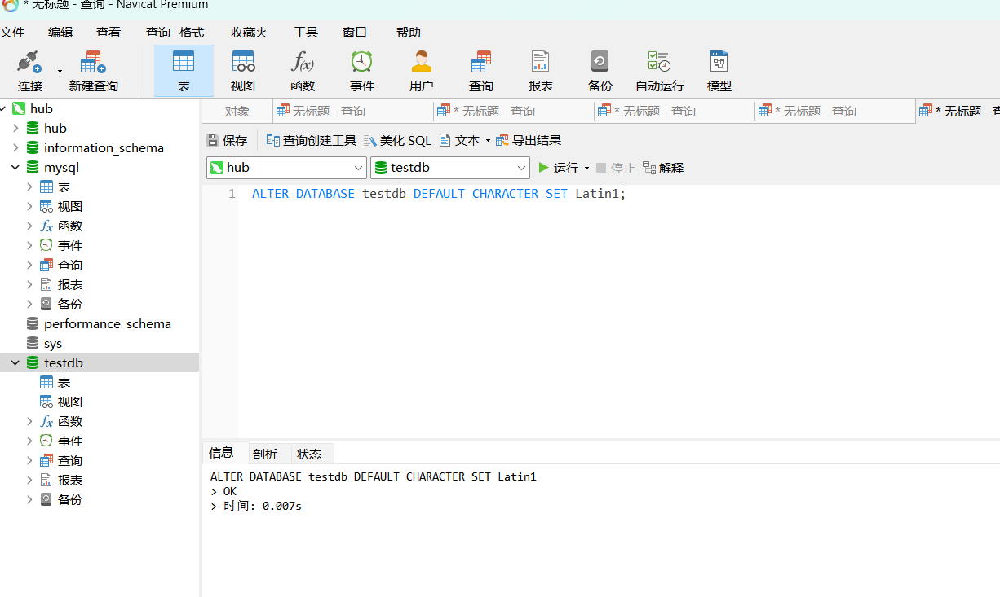 * 无标题 - 查询 - Navicat Premium
文件 编辑 查看 查询 格式 收藏夹 工具 窗口 帮助
连接 新建查询 表 视图 函数 事件 用户 查询 报表 备份 自动运行 模型
hub
hub
information_schema
mysql
表
视图
函数
事件
查询
报表
备份
performance_schema
sys
testdb
表
视图
函数
事件
查询
报表
备份
对象 无标题 - 查询 * 无标题 - 查询 * 无标题 - 查询 * 无标题 - 查询 * 无标题 - 查
保存 查询创建工具 美化 SQL 文本 导出结果
hub testdb 运行 停止 解释
1 ALTER DATABASE testdb DEFAULT CHARACTER SET Latin1;
信息 剖析 状态
ALTER DATABASE testdb DEFAULT CHARACTER SET Latin1
> OK
> 时间: 0.007s